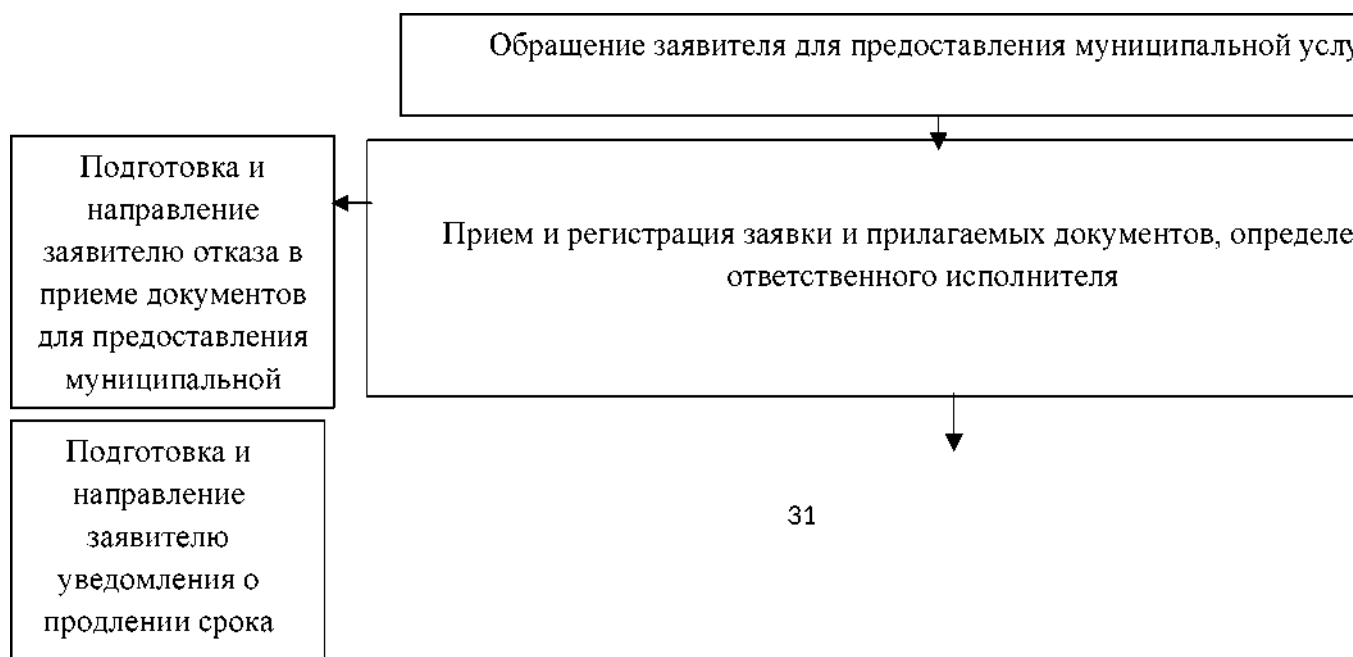 Обращение заявителя для предоставления муниципальной услу
Подготовка и
направление
заявителю отказа в
приеме документов
для предоставления
муниципальной
Прием и регистрация заявки и прилагаемых документов, определе
ответственного исполнителя
Подготовка и
направление
заявителю
уведомления о
продлении срока
31